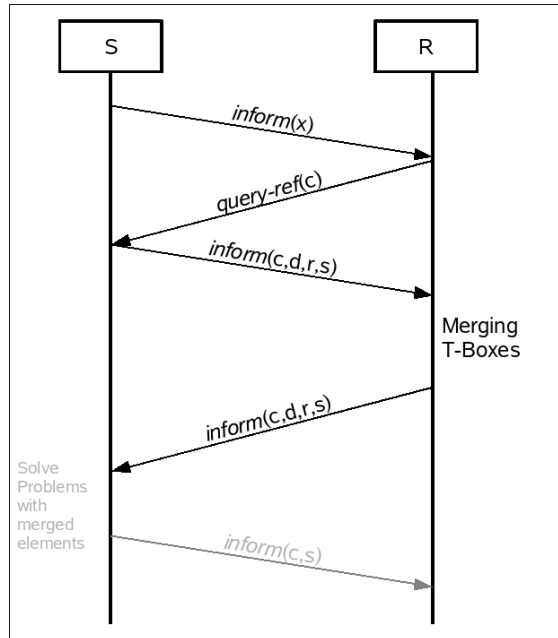 S
R
inform(x)
query-ref(c)
inform(c,d,r,s)
Merging
T-Boxes
inform(c,d,r,s)
Solve
Problems
with
merged
elements
inform(c,s)